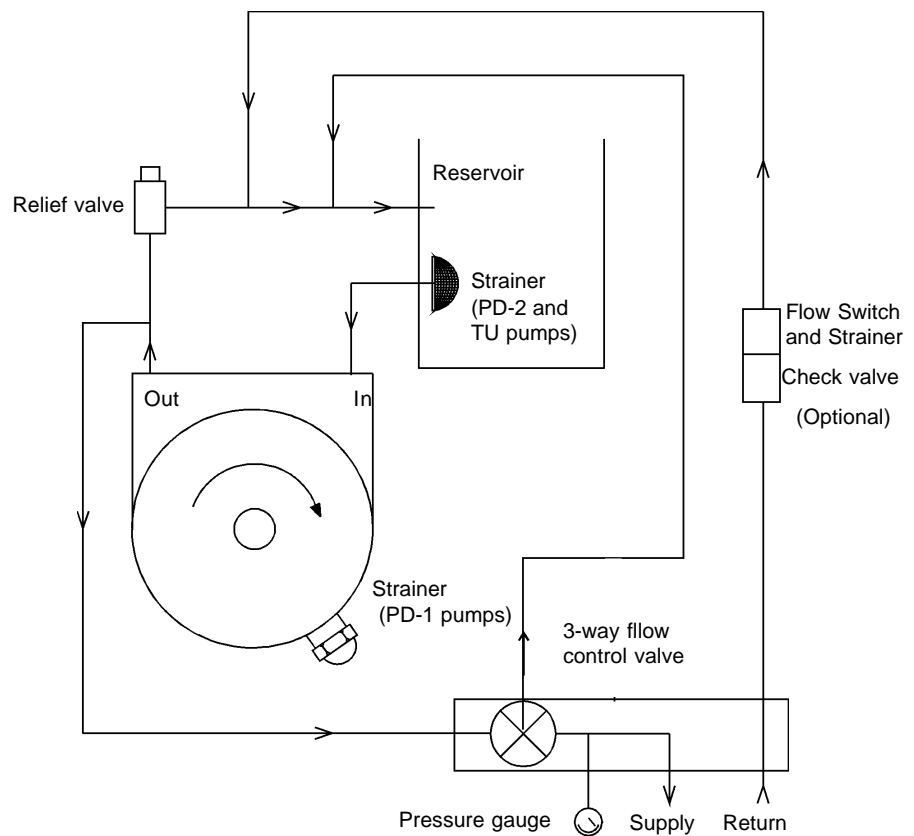 Reservoir
Relief valve
Strainer
(PD-2 and
TU pumps)
Flow Switch
and Strainer
Check valve
(Optional)
Out
In
Strainer
(PD-1 pumps)
3-way fllow
control valve
Pressure gauge
Supply
Return